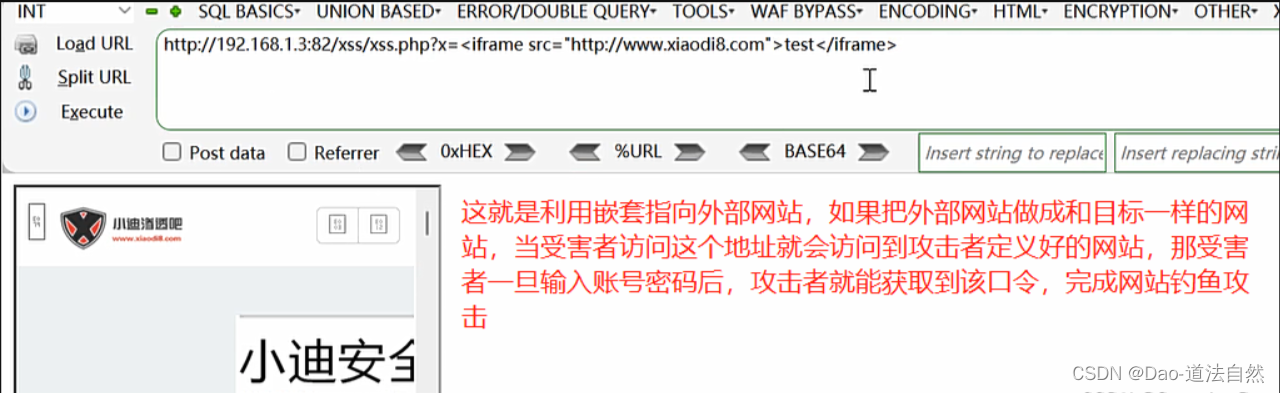 INT SQL BASICS UNION BASED ERROR/DOUBLE QUERY TOOLS WAF BYPASS ENCODING HTML ENCRYPTION OTHER
Load URL
http://192.168.1.3:82/xss/xss.php?x=<iframe src="http://www.xiaodi8.com">test</iframe>
Split URL
Execute
Post data Referrer 0xHEX %URL BASE64 Insert string to replace Insert replacing stri
小迪渗透吧
www.xiaodi8.com
这就是利用嵌套指向外部网站，如果把外部网站做成和目标一样的网
站，当受害者访问这个地址就会访问到攻击者定义好的网站，那受害
者一旦输入账号密码后，攻击者就能获取到该口令，完成网站钓鱼攻
击
小迪安全
CSDN @Dao-道法自然